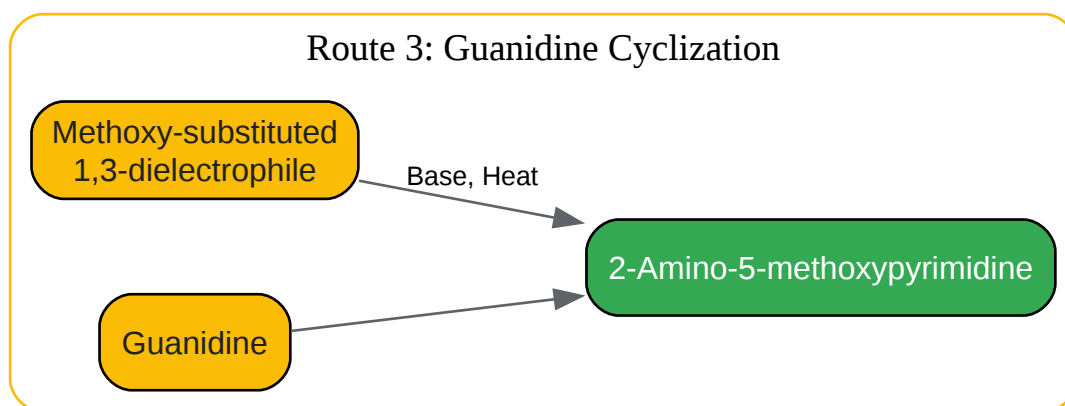 Route 3: Guanidine Cyclization
Methoxy-substituted
1,3-dielectrophile
Base, Heat
2-Amino-5-methoxypyrimidine
Guanidine